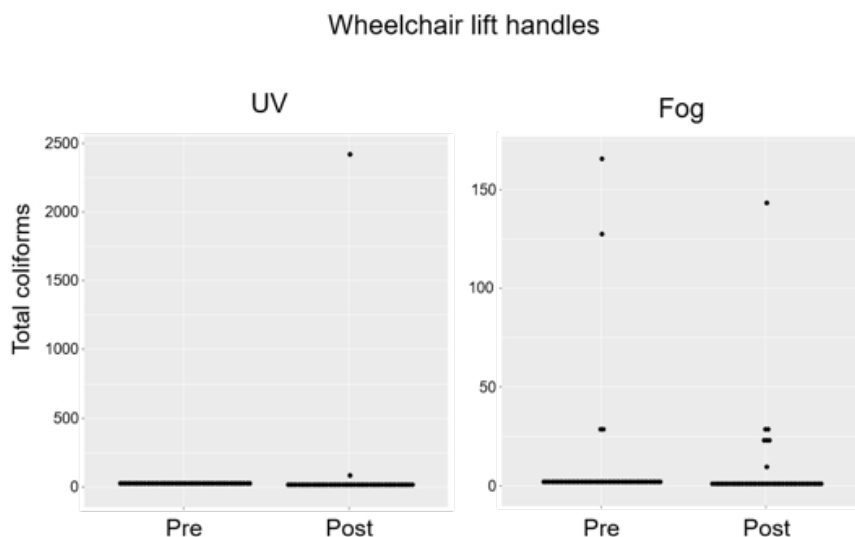 Wheelchair lift handles
UV
Fog
Total coliforms
2500
2000
1500
1000
500
0
150
100
50
0
Pre
Post
Pre
Post